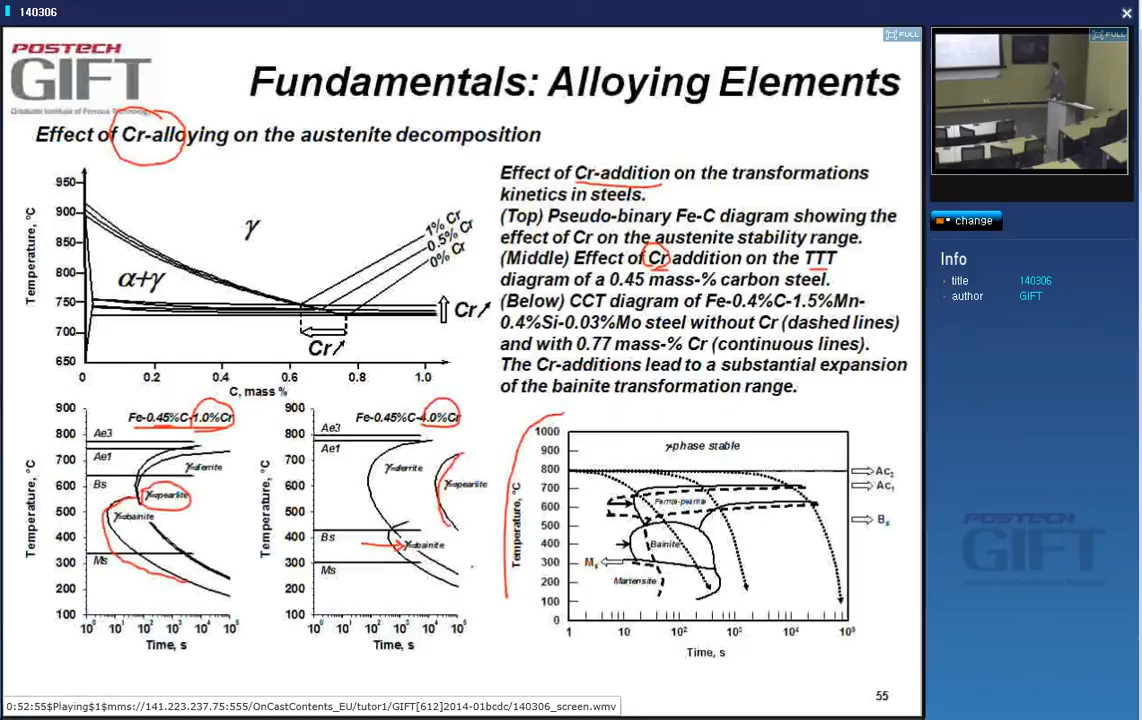 140306
FULL
FULL
POSTECH
GIFT
Graduate Institute of Ferrous Technology
Fundamentals: Alloying Elements
Effect of Cr-alloying on the austenite decomposition
Effect of Cr-addition on the transformations
kinetics in steels.
(Top) Pseudo-binary Fe-C diagram showing the
effect of Cr on the austenite stability range.
(Middle) Effect of Cr addition on the TTT
diagram of a 0.45 mass-% carbon steel.
(Below) CCT diagram of Fe-0.4%C-1.5%Mn-
0.4%Si-0.03%Mo steel without Cr (dashed lines)
and with 0.77 mass-% Cr (continuous lines).
The Cr-additions lead to a substantial expansion
of the bainite transformation range.
Temperature, °C
950
900
850
800
750
700
650
γ
α+γ
1% Cr
0.5% Cr
0% Cr
Cr
Cr
0 0.2 0.4 0.6 0.8 1.0
C, mass %
Temperature, °C
900
800
700
600
500
400
300
200
100
Fe-0.45%C-1.0%Cr
Ae3
Ae1
Bs
Ms
γ⇒ferrite
γ⇒pearlite
γ⇒bainite
10⁰ 10¹ 10² 10³ 10⁴ 10⁵
Time, s
Temperature, °C
900
800
700
600
500
400
300
200
100
Fe-0.45%C-4.0%Cr
Ae3
Ae1
Bs
Ms
γ⇒ferrite
γ⇒pearlite
γ⇒bainite
10⁰ 10¹ 10² 10³ 10⁴ 10⁵
Time, s
Temperature, °C
1000
900
800
700
600
500
400
300
200
100
0
γ-phase stable
Bainite
Martensite
Ac₁
Bs
Ms
1 10 10² 10³ 10⁴ 10⁵
Time, s
55
change
Info
title 140306
author GIFT
POSTECH
GIFT
0:52:55$Playing$1$mms://141.223.237.75:555/OnCastContents_EU/tutor1/GIFT[612]2014-01bcdc/140306_screen.wmv